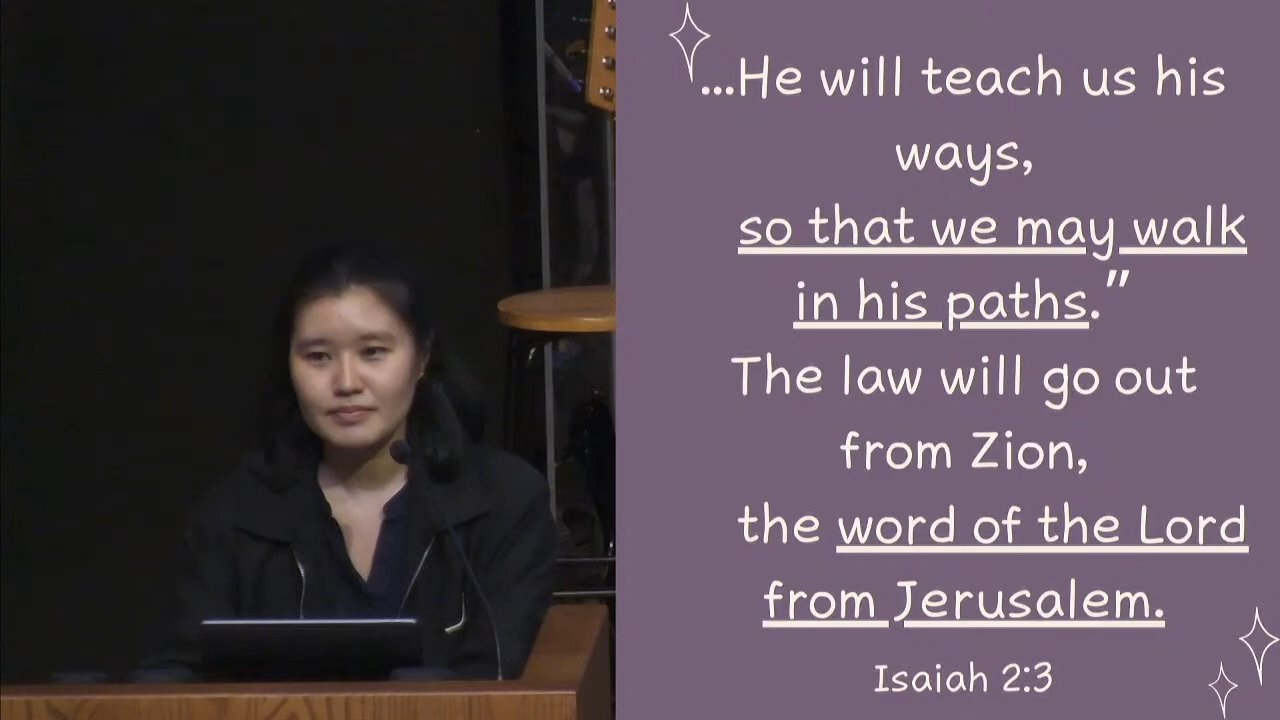 ...He will teach us his
ways,
so that we may walk
in his paths.”
The law will go out
from Zion,
the word of the Lord
from Jerusalem.
Isaiah 2:3